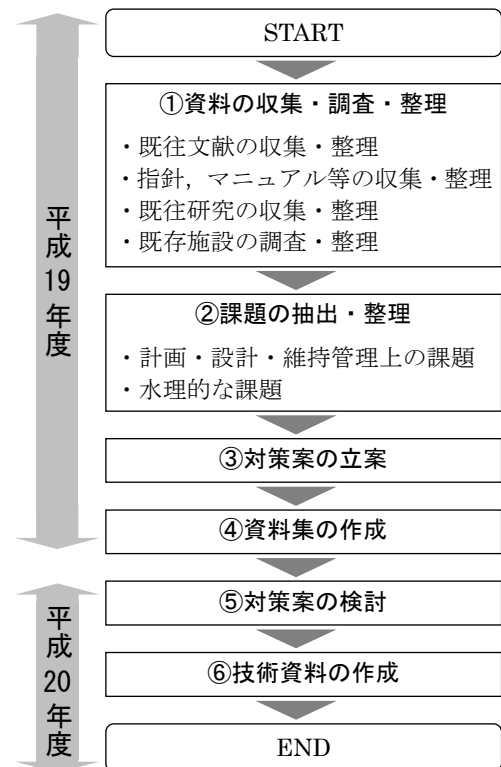 START
①資料の収集・調査・整理
・既往文献の収集・整理
・指針，マニュアル等の収集・整理
・既往研究の収集・整理
・既存施設の調査・整理
②課題の抽出・整理
・計画・設計・維持管理上の課題
・水理的な課題
③対策案の立案
④資料集の作成
平成19年度
⑤対策案の検討
⑥技術資料の作成
END
平成20年度